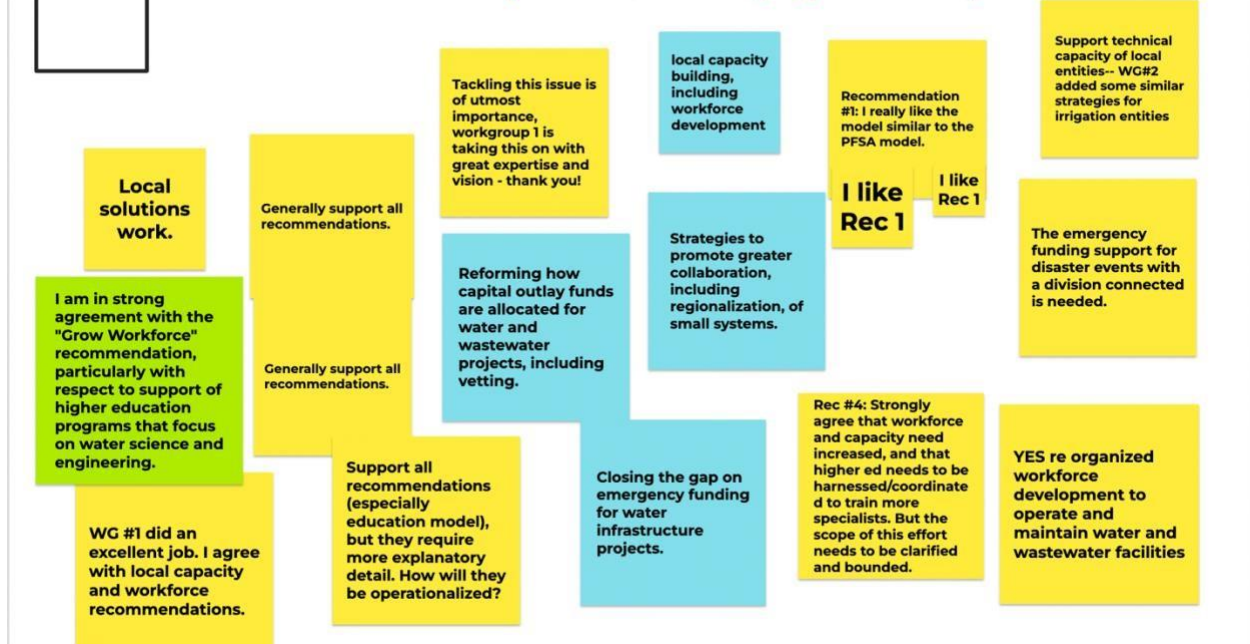 Local
solutions
work.
I am in strong
agreement with the
"Grow Workforce"
recommendation,
particularly with
respect to support of
higher education
programs that focus
on water science and
engineering.
WG #1 did an
excellent job. I agree
with local capacity
and workforce
recommendations.
Generally support all
recommendations.
Generally support all
recommendations.
Support all
recommendations
(especially
education model),
but they require
more explanatory
detail. How will they
be operationalized?
Tackling this issue is
of utmost
importance,
workgroup 1 is
taking this on with
great expertise and
vision - thank you!
Reforming how
capital outlay funds
are allocated for
water and
wastewater
projects, including
vetting.
Closing the gap on
emergency funding
for water
infrastructure
projects.
local capacity
building,
including
workforce
development
Strategies to
promote greater
collaboration,
including
regionalization, of
small systems.
Recommendation
#1: I really like the
model similar to the
PFSA model.
I like
Rec 1
I like
Rec 1
Rec #4: Strongly
agree that workforce
and capacity need
increased, and that
higher ed needs to be
harnessed/coordinate
d to train more
specialists. But the
scope of this effort
needs to be clarified
and bounded.
Support technical
capacity of local
entities-- WG#2
added some similar
strategies for
irrigation entities
The emergency
funding support for
disaster events with
a division connected
is needed.
YES re organized
workforce
development to
operate and
maintain water and
wastewater facilities